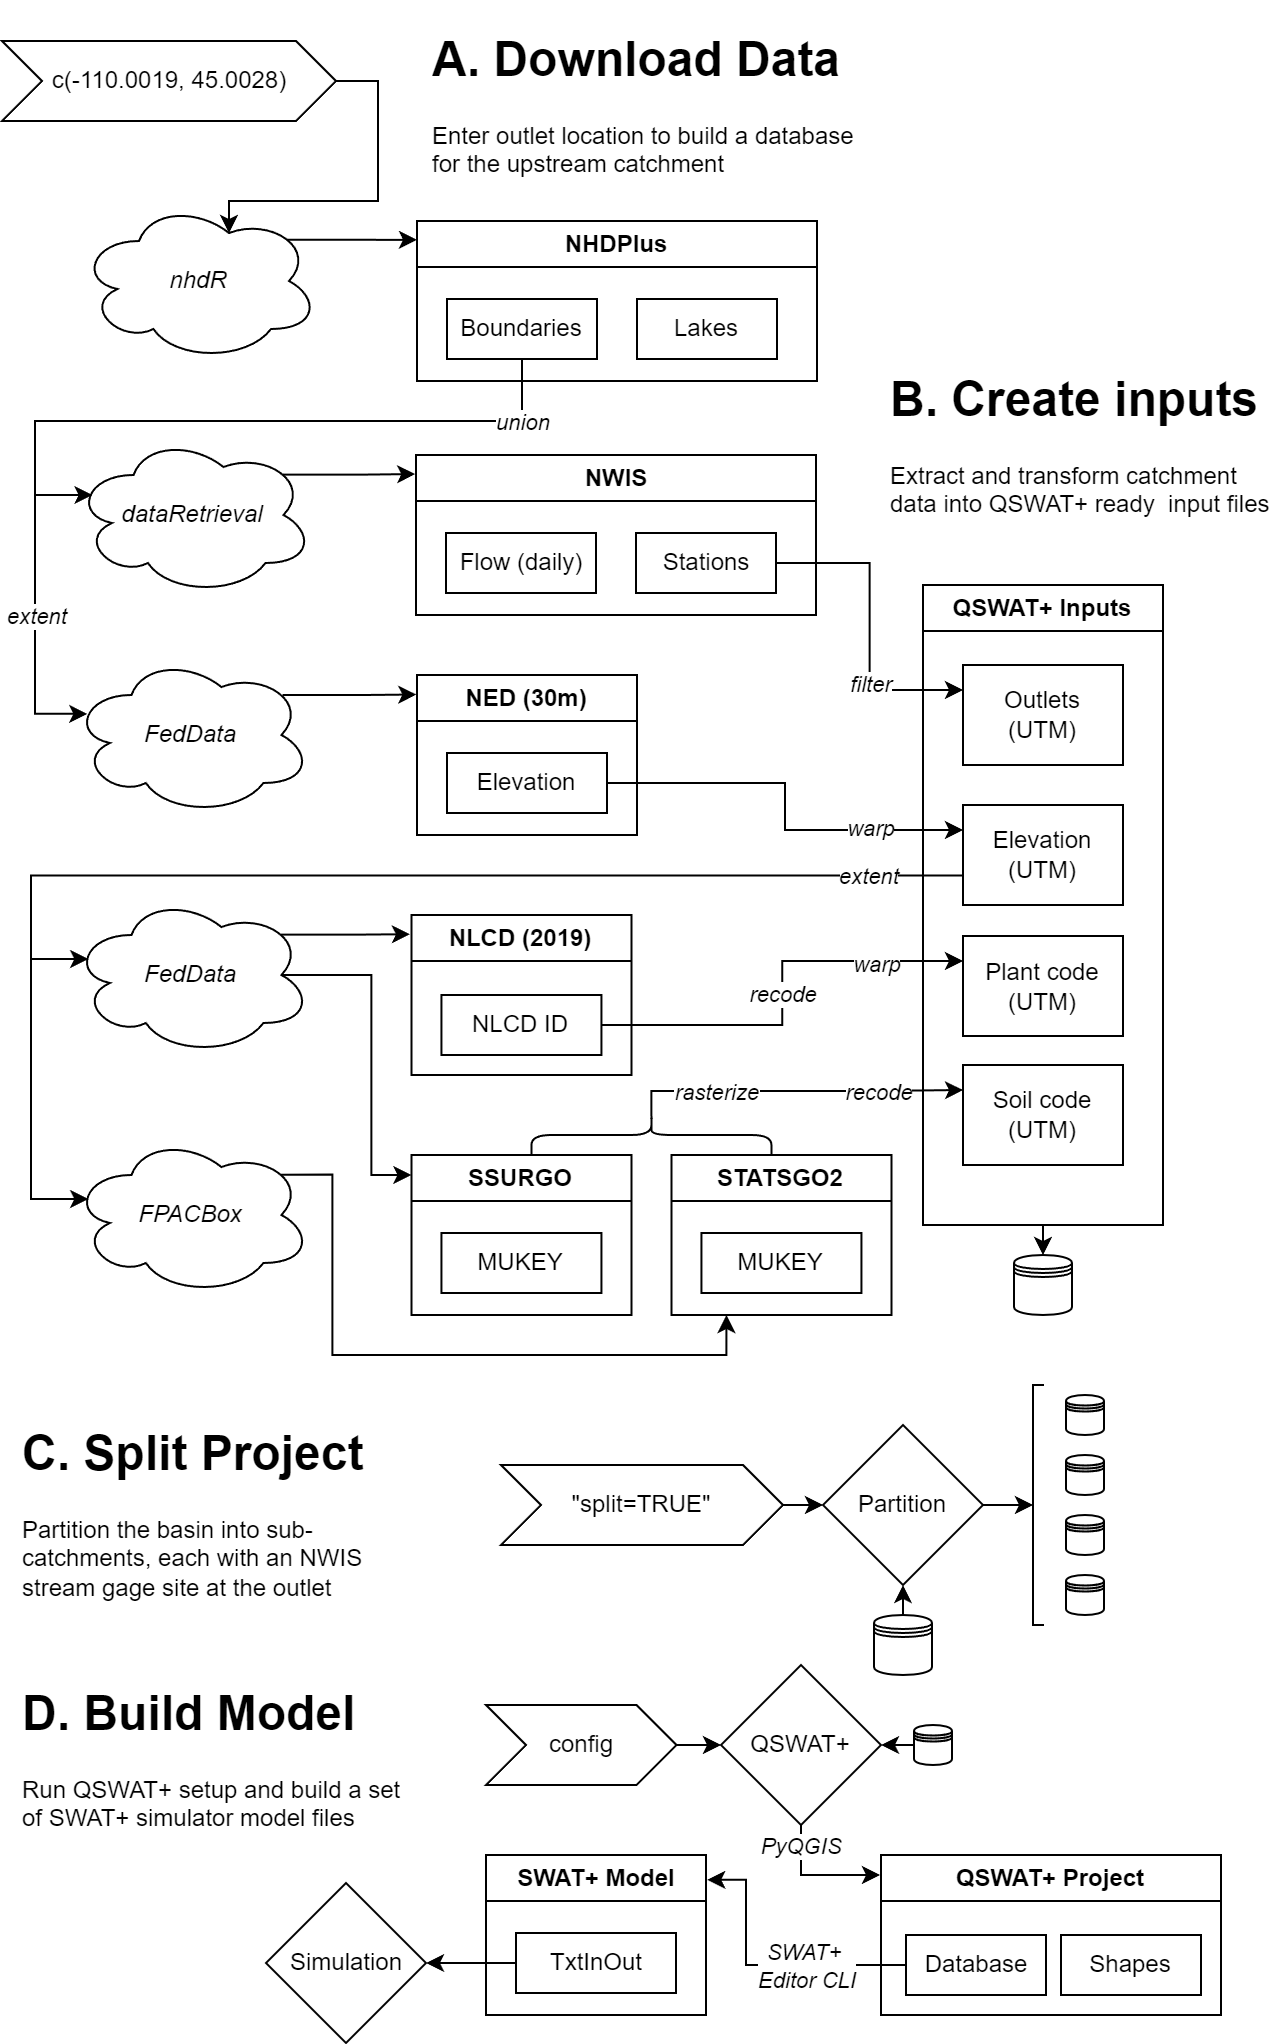 A. Download Data
c(-110.0019, 45.0028)
Enter outlet location to build a database
for the upstream catchment
nhdR
NHDPlus
Boundaries
Lakes
union
B. Create inputs
Extract and transform catchment
data into QSWAT+ ready  input files
dataRetrieval
NWIS
Flow (daily)
Stations
extent
filter
QSWAT+ Inputs
Outlets
(UTM)
FedData
NED (30m)
Elevation
warp
Elevation
(UTM)
extent
FedData
NLCD (2019)
NLCD ID
recode
warp
Plant code
(UTM)
rasterize
recode
Soil code
(UTM)
FPACBox
SSURGO
MUKEY
STATSGO2
MUKEY
C. Split Project
Partition the basin into sub-
catchments, each with an NWIS
stream gage site at the outlet
"split=TRUE"
Partition
D. Build Model
Run QSWAT+ setup and build a set
of SWAT+ simulator model files
config
QSWAT+
PyQGIS
QSWAT+ Project
Database
Shapes
SWAT+
Editor CLI
SWAT+ Model
TxtInOut
Simulation